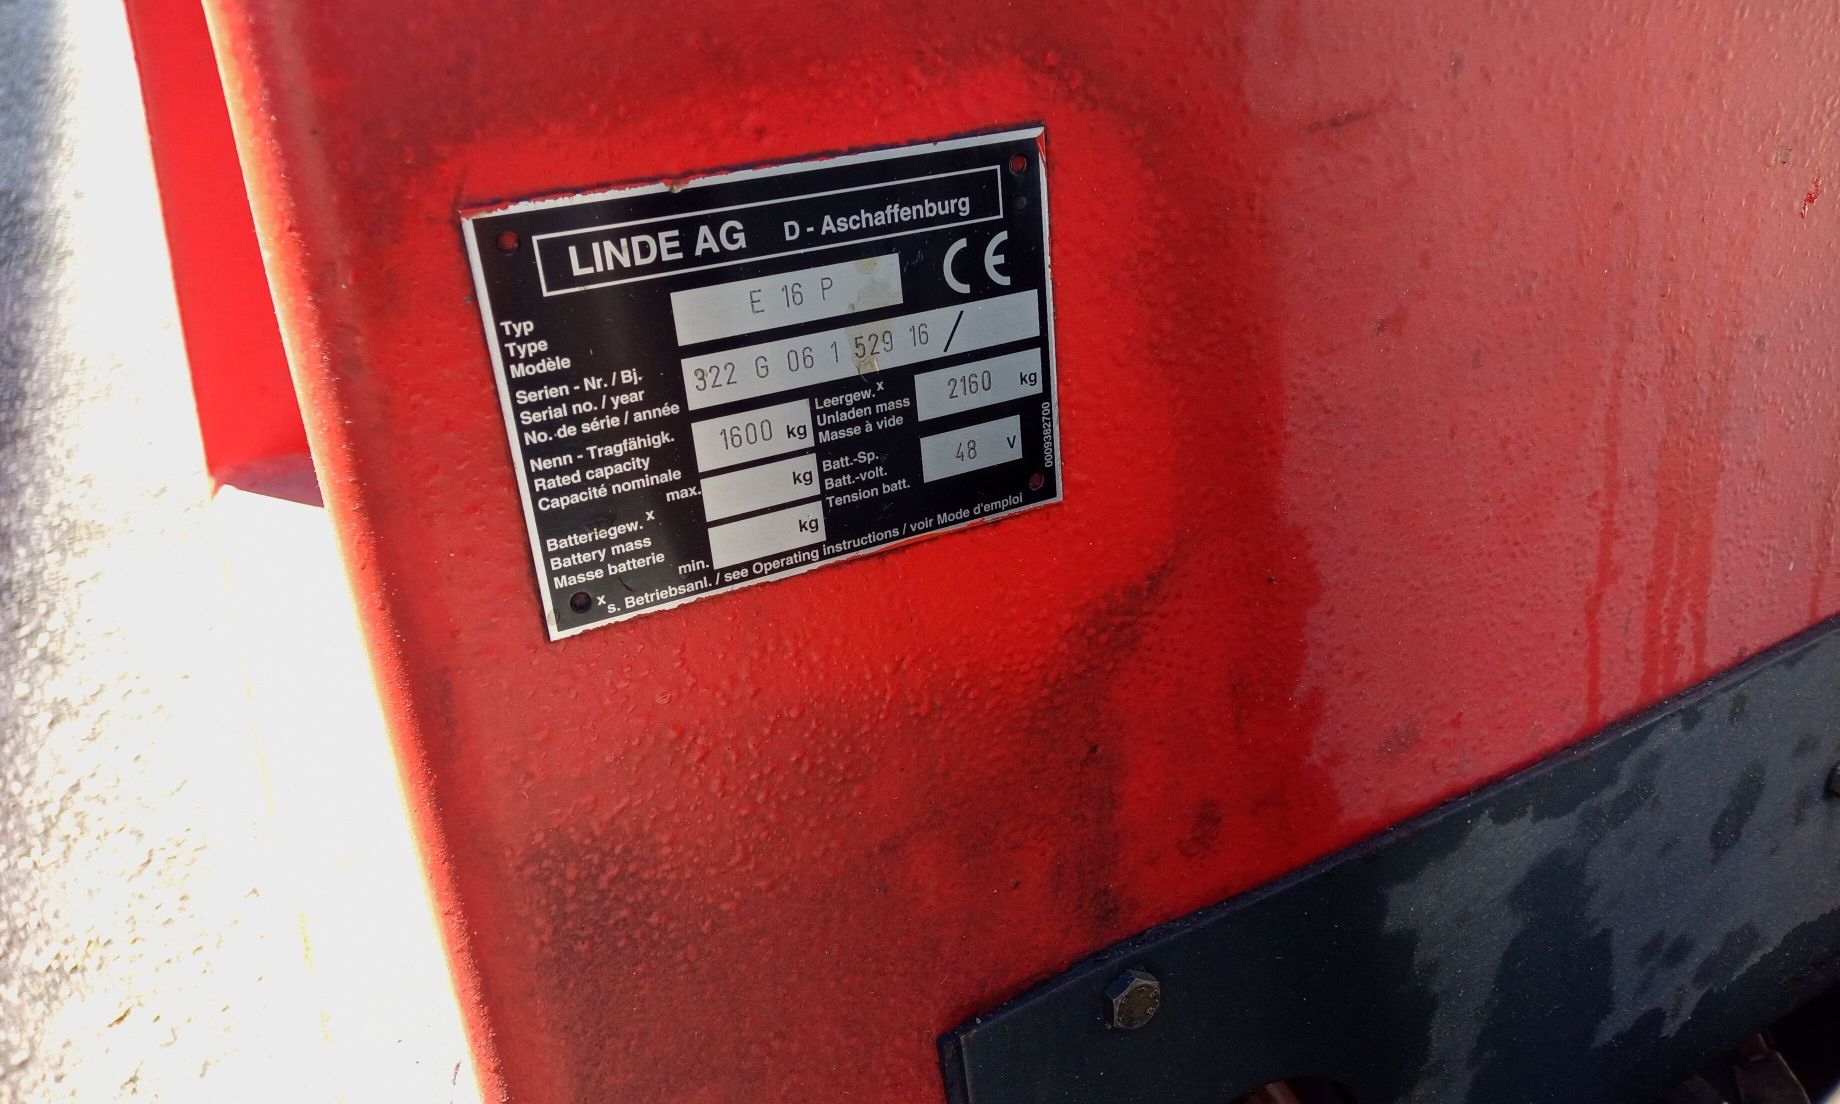 LINDE AG D - Aschaffenburg
Typ
Type
Modèle
E 16 P
CE
Serien - Nr. / Bj.
Serial no. / year
No. de série / année
322 G 06 1 529 16 /
Nenn - Tragfähigk.
Rated capacity
Capacité nominale
1600 kg
Leergew. x
Unladen mass
Masse à vide
2160 kg
Batteriegew. x
Battery mass
Masse batterie
max. kg
min. kg
Batt.-Sp.
Batt.-volt.
Tension batt.
48 V
x s. Betriebsanl. / see Operating instructions / voir Mode d'emploi
0009382700